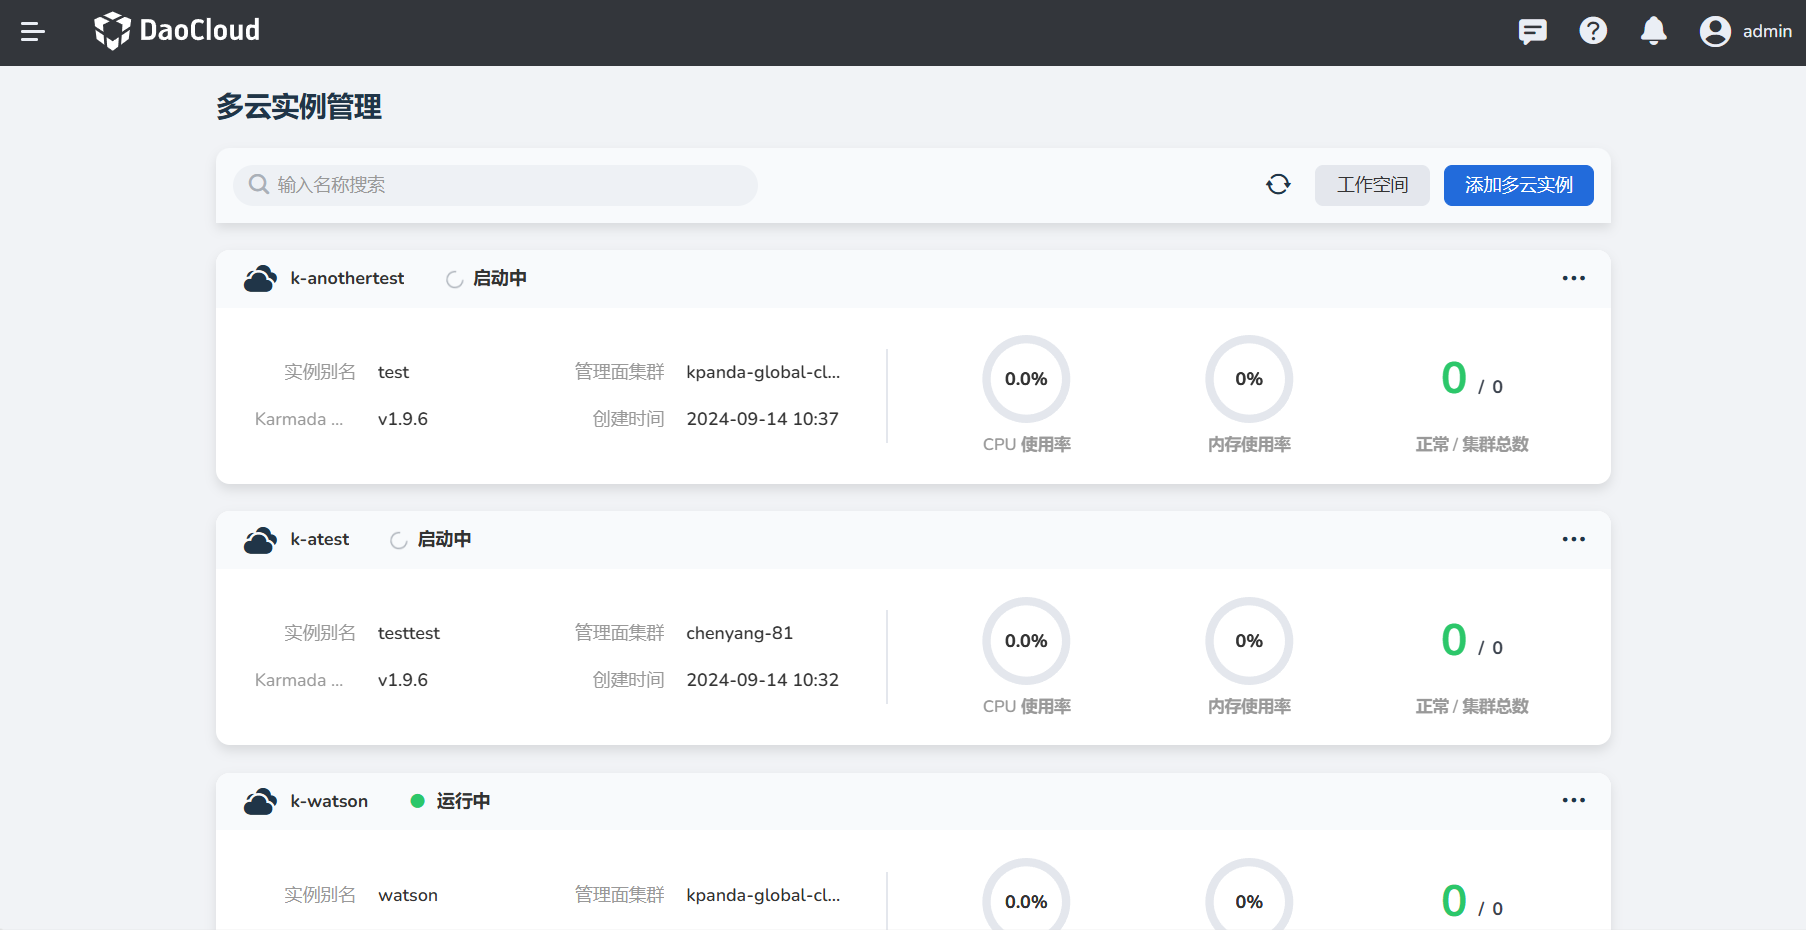 DaoCloud
admin
多云实例管理
输入名称搜索
工作空间
添加多云实例
k-anothertest
启动中
实例别名 test
管理面集群 kpanda-global-cl...
Karmada ... v1.9.6
创建时间 2024-09-14 10:37
0.0%
CPU 使用率
0%
内存使用率
0 / 0
正常 / 集群总数
k-atest
启动中
实例别名 testtest
管理面集群 chenyang-81
Karmada ... v1.9.6
创建时间 2024-09-14 10:32
0.0%
CPU 使用率
0%
内存使用率
0 / 0
正常 / 集群总数
k-watson
运行中
实例别名 watson
管理面集群 kpanda-global-cl...
0.0%
0%
0 / 0